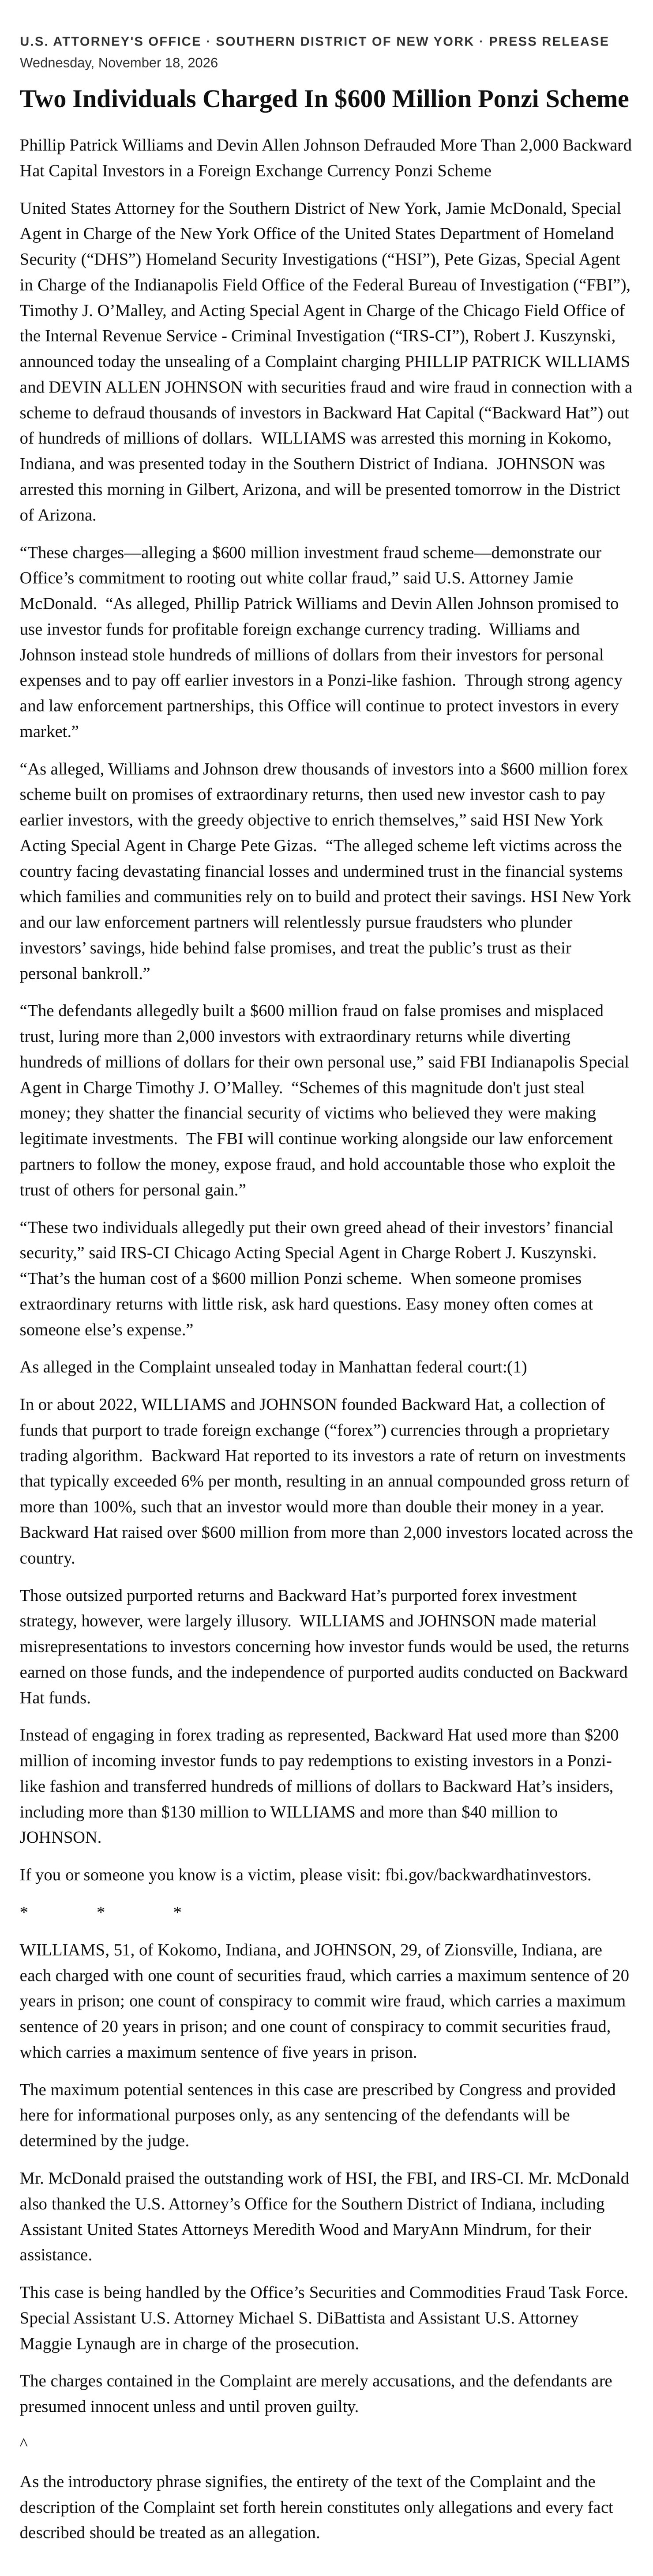 U.S. ATTORNEY'S OFFICE · SOUTHERN DISTRICT OF NEW YORK · PRESS RELEASE
Wednesday, November 18, 2026
Two Individuals Charged In $600 Million Ponzi Scheme
Phillip Patrick Williams and Devin Allen Johnson Defrauded More Than 2,000 Backward
Hat Capital Investors in a Foreign Exchange Currency Ponzi Scheme
United States Attorney for the Southern District of New York, Jamie McDonald, Special
Agent in Charge of the New York Office of the United States Department of Homeland
Security (“DHS”) Homeland Security Investigations (“HSI”), Pete Gizas, Special Agent
in Charge of the Indianapolis Field Office of the Federal Bureau of Investigation (“FBI”),
Timothy J. O’Malley, and Acting Special Agent in Charge of the Chicago Field Office of
the Internal Revenue Service - Criminal Investigation (“IRS-CI”), Robert J. Kuszynski,
announced today the unsealing of a Complaint charging PHILLIP PATRICK WILLIAMS
and DEVIN ALLEN JOHNSON with securities fraud and wire fraud in connection with a
scheme to defraud thousands of investors in Backward Hat Capital (“Backward Hat”) out
of hundreds of millions of dollars.  WILLIAMS was arrested this morning in Kokomo,
Indiana, and was presented today in the Southern District of Indiana.  JOHNSON was
arrested this morning in Gilbert, Arizona, and will be presented tomorrow in the District
of Arizona.
“These charges—alleging a $600 million investment fraud scheme—demonstrate our
Office’s commitment to rooting out white collar fraud,” said U.S. Attorney Jamie
McDonald.  “As alleged, Phillip Patrick Williams and Devin Allen Johnson promised to
use investor funds for profitable foreign exchange currency trading.  Williams and
Johnson instead stole hundreds of millions of dollars from their investors for personal
expenses and to pay off earlier investors in a Ponzi-like fashion.  Through strong agency
and law enforcement partnerships, this Office will continue to protect investors in every
market.”
“As alleged, Williams and Johnson drew thousands of investors into a $600 million forex
scheme built on promises of extraordinary returns, then used new investor cash to pay
earlier investors, with the greedy objective to enrich themselves,” said HSI New York
Acting Special Agent in Charge Pete Gizas.  “The alleged scheme left victims across the
country facing devastating financial losses and undermined trust in the financial systems
which families and communities rely on to build and protect their savings. HSI New York
and our law enforcement partners will relentlessly pursue fraudsters who plunder
investors’ savings, hide behind false promises, and treat the public’s trust as their
personal bankroll.”
“The defendants allegedly built a $600 million fraud on false promises and misplaced
trust, luring more than 2,000 investors with extraordinary returns while diverting
hundreds of millions of dollars for their own personal use,” said FBI Indianapolis Special
Agent in Charge Timothy J. O’Malley.  “Schemes of this magnitude don't just steal
money; they shatter the financial security of victims who believed they were making
legitimate investments.  The FBI will continue working alongside our law enforcement
partners to follow the money, expose fraud, and hold accountable those who exploit the
trust of others for personal gain.”
“These two individuals allegedly put their own greed ahead of their investors’ financial
security,” said IRS-CI Chicago Acting Special Agent in Charge Robert J. Kuszynski.
“That’s the human cost of a $600 million Ponzi scheme.  When someone promises
extraordinary returns with little risk, ask hard questions. Easy money often comes at
someone else’s expense.”
As alleged in the Complaint unsealed today in Manhattan federal court:(1)
In or about 2022, WILLIAMS and JOHNSON founded Backward Hat, a collection of
funds that purport to trade foreign exchange (“forex”) currencies through a proprietary
trading algorithm.  Backward Hat reported to its investors a rate of return on investments
that typically exceeded 6% per month, resulting in an annual compounded gross return of
more than 100%, such that an investor would more than double their money in a year.
Backward Hat raised over $600 million from more than 2,000 investors located across the
country.
Those outsized purported returns and Backward Hat’s purported forex investment
strategy, however, were largely illusory.  WILLIAMS and JOHNSON made material
misrepresentations to investors concerning how investor funds would be used, the returns
earned on those funds, and the independence of purported audits conducted on Backward
Hat funds.
Instead of engaging in forex trading as represented, Backward Hat used more than $200
million of incoming investor funds to pay redemptions to existing investors in a Ponzi-
like fashion and transferred hundreds of millions of dollars to Backward Hat’s insiders,
including more than $130 million to WILLIAMS and more than $40 million to
JOHNSON.
If you or someone you know is a victim, please visit: fbi.gov/backwardhatinvestors.
* * *
WILLIAMS, 51, of Kokomo, Indiana, and JOHNSON, 29, of Zionsville, Indiana, are
each charged with one count of securities fraud, which carries a maximum sentence of 20
years in prison; one count of conspiracy to commit wire fraud, which carries a maximum
sentence of 20 years in prison; and one count of conspiracy to commit securities fraud,
which carries a maximum sentence of five years in prison.
The maximum potential sentences in this case are prescribed by Congress and provided
here for informational purposes only, as any sentencing of the defendants will be
determined by the judge.
Mr. McDonald praised the outstanding work of HSI, the FBI, and IRS-CI. Mr. McDonald
also thanked the U.S. Attorney’s Office for the Southern District of Indiana, including
Assistant United States Attorneys Meredith Wood and MaryAnn Mindrum, for their
assistance.
This case is being handled by the Office’s Securities and Commodities Fraud Task Force.
Special Assistant U.S. Attorney Michael S. DiBattista and Assistant U.S. Attorney
Maggie Lynaugh are in charge of the prosecution.
The charges contained in the Complaint are merely accusations, and the defendants are
presumed innocent unless and until proven guilty.
^
As the introductory phrase signifies, the entirety of the text of the Complaint and the
description of the Complaint set forth herein constitutes only allegations and every fact
described should be treated as an allegation.